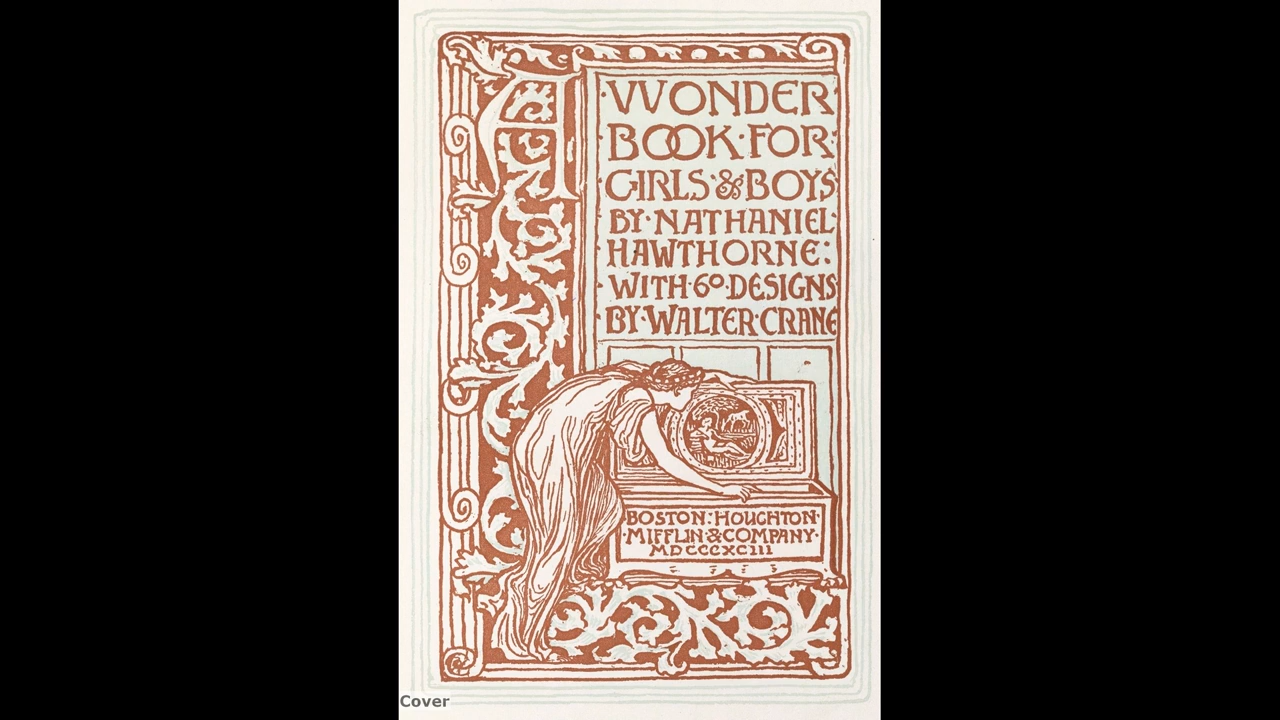 A WONDER
BOOK·FOR
GIRLS·&·BOYS
BY·NATHANIEL·
HAWTHORNE:
·WITH·60·DESIGNS
·BY·WALTER·CRANE
BOSTON:HOUGHTON·
·MIFFLIN·&·COMPANY·
MDCCCXCIII
Cover